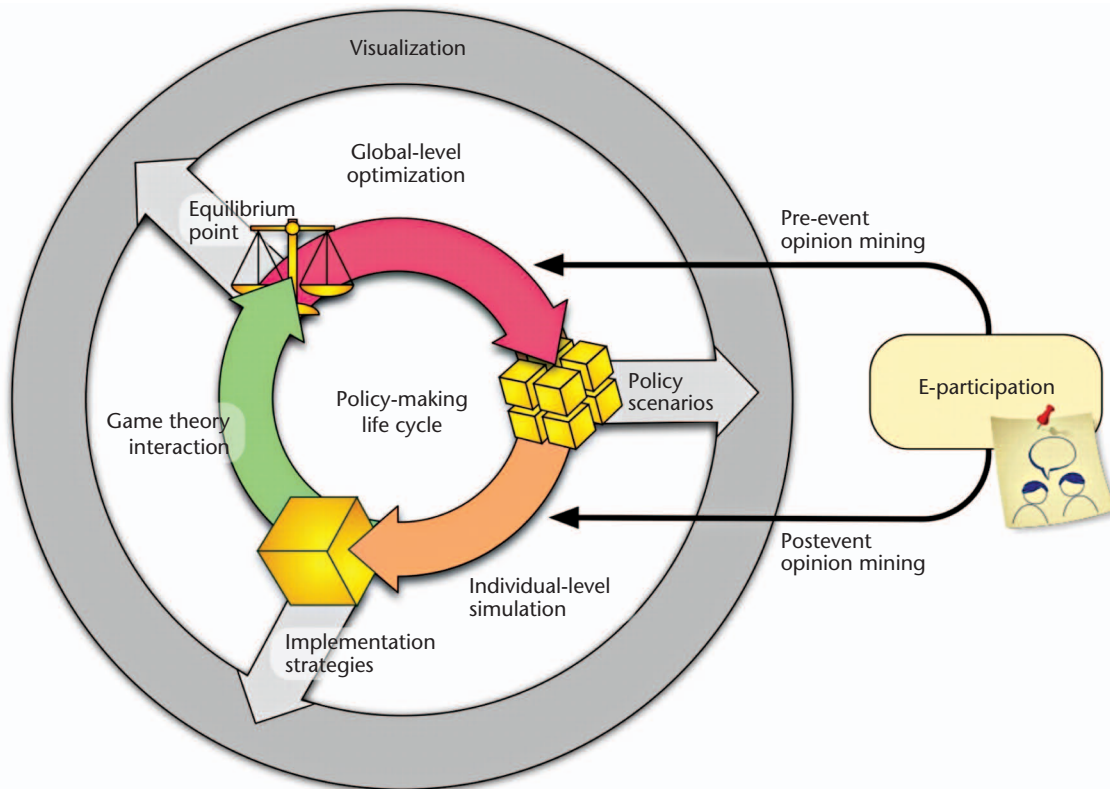 Visualization
Global-level
optimization
Equilibrium
point
Pre-event
opinion mining
Policy-making
life cycle
Policy
scenarios
E-participation
Game theory
interaction
Individual-level
simulation
Postevent
opinion mining
Implementation
strategies